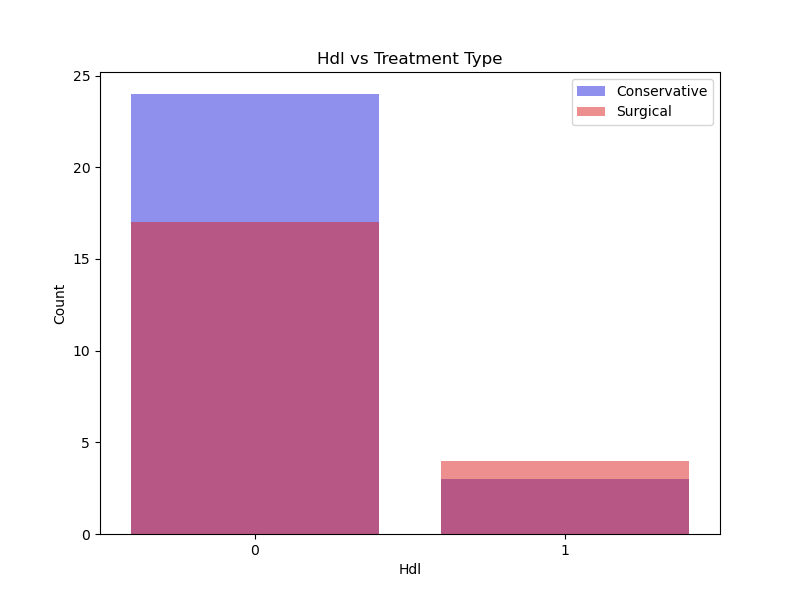 Hdl vs Treatment Type
Conservative
Surgical
25
20
15
10
5
0
Count
0 1
Hdl